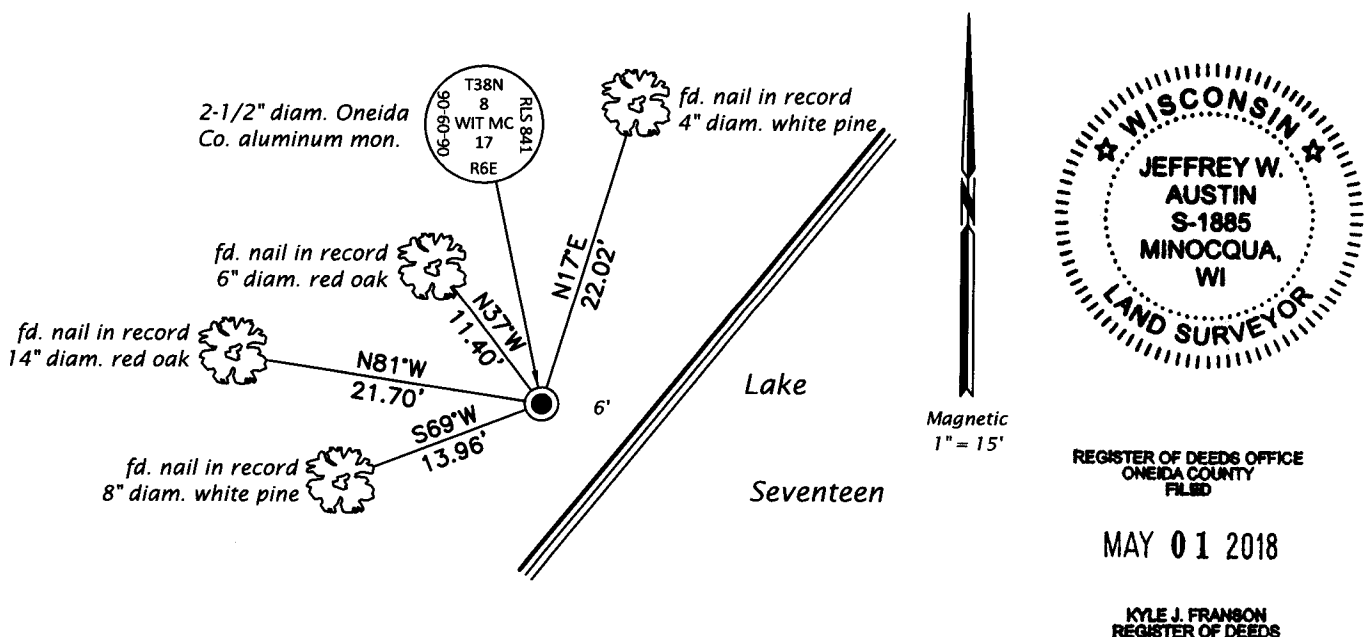 2-1/2" diam. Oneida
Co. aluminum mon.
T38N
8
WIT MC
17
R6E
90-09-90
RLS 841
fd. nail in record
4" diam. white pine
fd. nail in record
6" diam. red oak
fd. nail in record
14" diam. red oak
fd. nail in record
8" diam. white pine
N17°E
22.02'
N37°W
11.40'
N81°W
21.70'
S69°W
13.96'
6'
Lake
Seventeen
N
Magnetic
1" = 15'
WISCONSIN
JEFFREY W.
AUSTIN
S-1885
MINOCQUA,
WI
LAND SURVEYOR
REGISTER OF DEEDS OFFICE
ONEIDA COUNTY
FILED
MAY 01 2018
KYLE J. FRANSON
REGISTER OF DEEDS